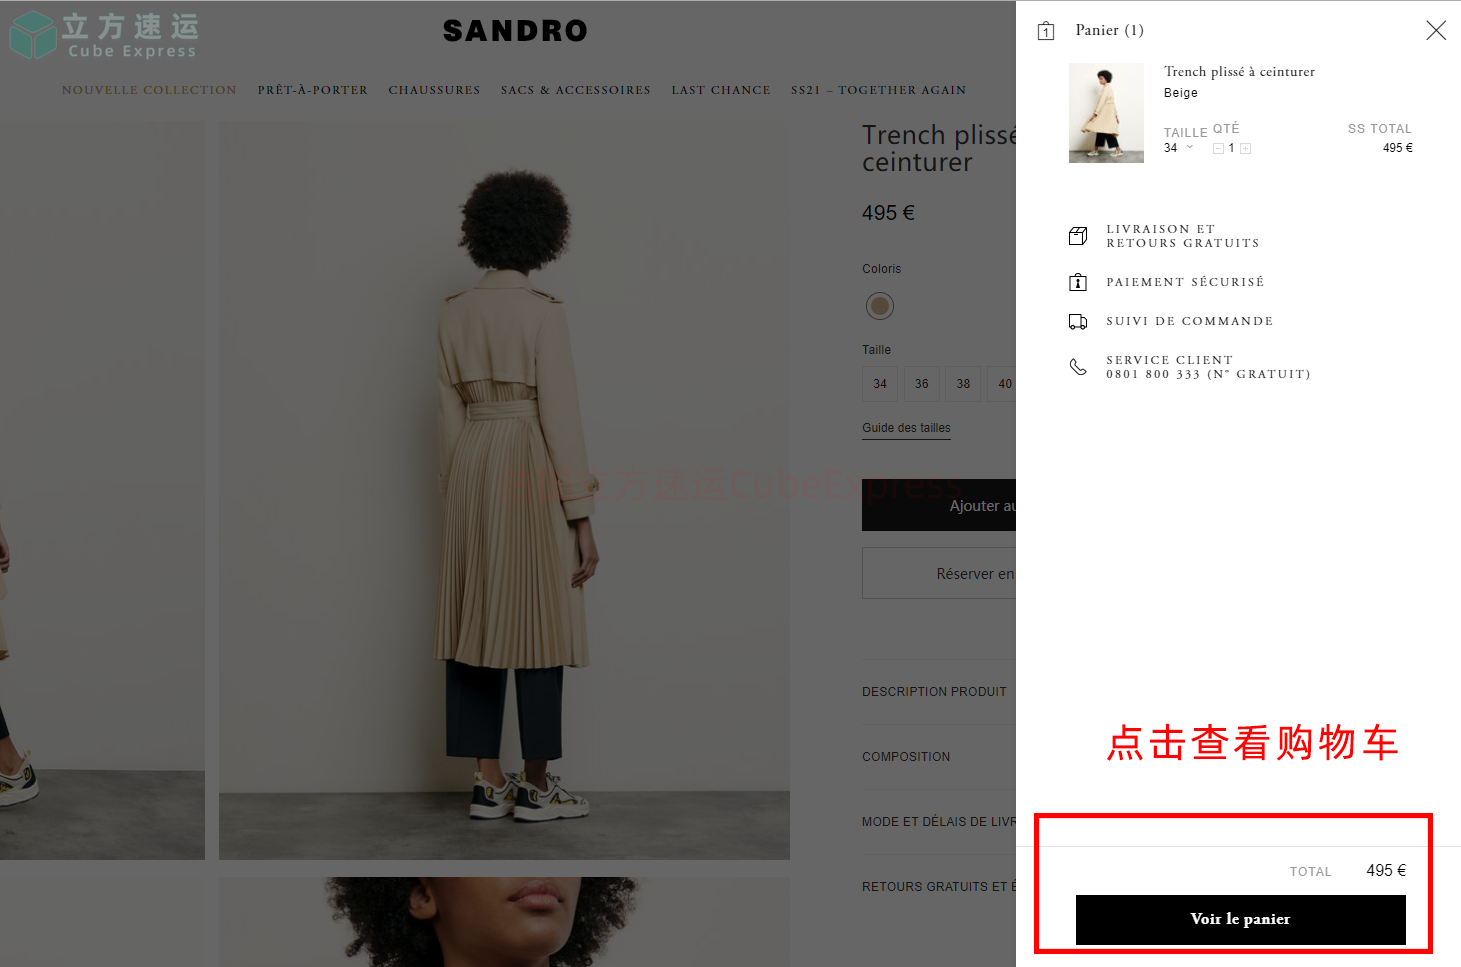 立方速运
Cube Express
SANDRO
NOUVELLE COLLECTION PRÊT-À-PORTER CHAUSSURES SACS & ACCESSOIRES LAST CHANCE SS21 – TOGETHER AGAIN
Trench plissé
ceinturer
495 €
Coloris
Taille
34 36 38 40
Guide des tailles
立方速运CubeExpress
Ajouter au
Réserver en
DESCRIPTION PRODUIT
COMPOSITION
MODE ET DÉLAIS DE LIVR
RETOURS GRATUITS ET É
1 Panier (1)
Trench plissé à ceinturer
Beige
TAILLE QTÉ SS TOTAL
34 1 495 €
LIVRAISON ET
RETOURS GRATUITS
PAIEMENT SÉCURISÉ
SUIVI DE COMMANDE
SERVICE CLIENT
0801 800 333 (N° GRATUIT)
点击查看购物车
TOTAL 495 €
Voir le panier